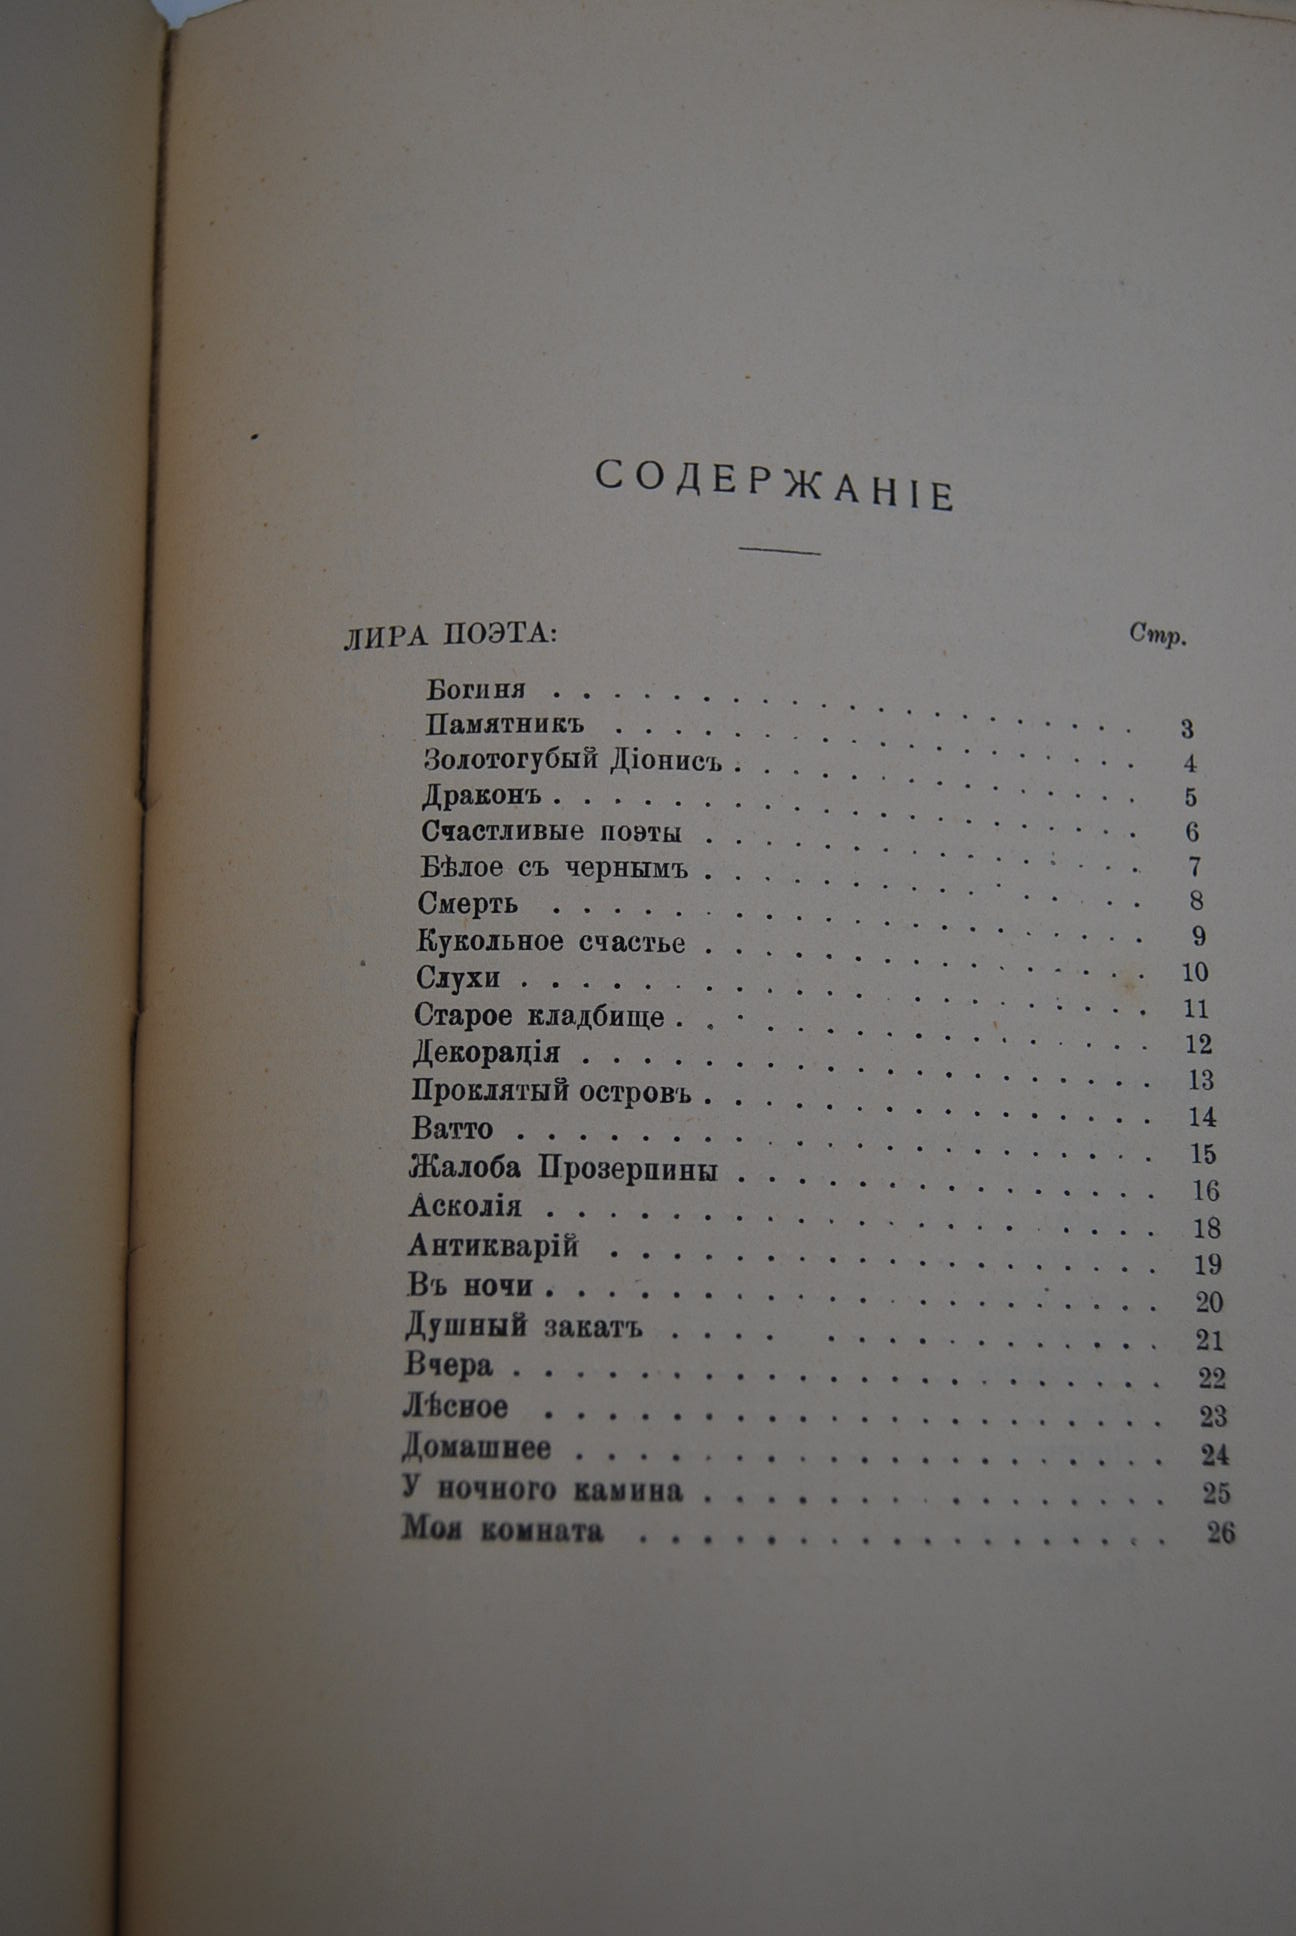 СОДЕРЖАНІЕ
ЛИРА ПОЭТА: Стр.
Богиня . . . . . . . . . . . . . . . . . . . . 3
Памятникъ . . . . . . . . . . . . . . . . . . 4
Золотогубый Діонисъ . . . . . . . . . . . . . . 5
Драконъ . . . . . . . . . . . . . . . . . . . . 6
Счастливые поэты . . . . . . . . . . . . . . . 7
Бѣлое съ чернымъ . . . . . . . . . . . . . . . 8
Смерть . . . . . . . . . . . . . . . . . . . . 9
Кукольное счастье . . . . . . . . . . . . . . . 10
Слухи . . . . . . . . . . . . . . . . . . . . . 11
Старое кладбище . . . . . . . . . . . . . . . . 12
Декорація . . . . . . . . . . . . . . . . . . . 13
Проклятый островъ . . . . . . . . . . . . . . . 14
Ватто . . . . . . . . . . . . . . . . . . . . . 15
Жалоба Прозерпины . . . . . . . . . . . . . . 16
Асколія . . . . . . . . . . . . . . . . . . . . 18
Антикварій . . . . . . . . . . . . . . . . . . 19
Въ ночи . . . . . . . . . . . . . . . . . . . . 20
Душный закатъ . . . . . . . . . . . . . . . . 21
Вчера . . . . . . . . . . . . . . . . . . . . . 22
Лѣсное . . . . . . . . . . . . . . . . . . . . 23
Домашнее . . . . . . . . . . . . . . . . . . . 24
У ночного камина . . . . . . . . . . . . . . . 25
Моя комната . . . . . . . . . . . . . . . . . 26